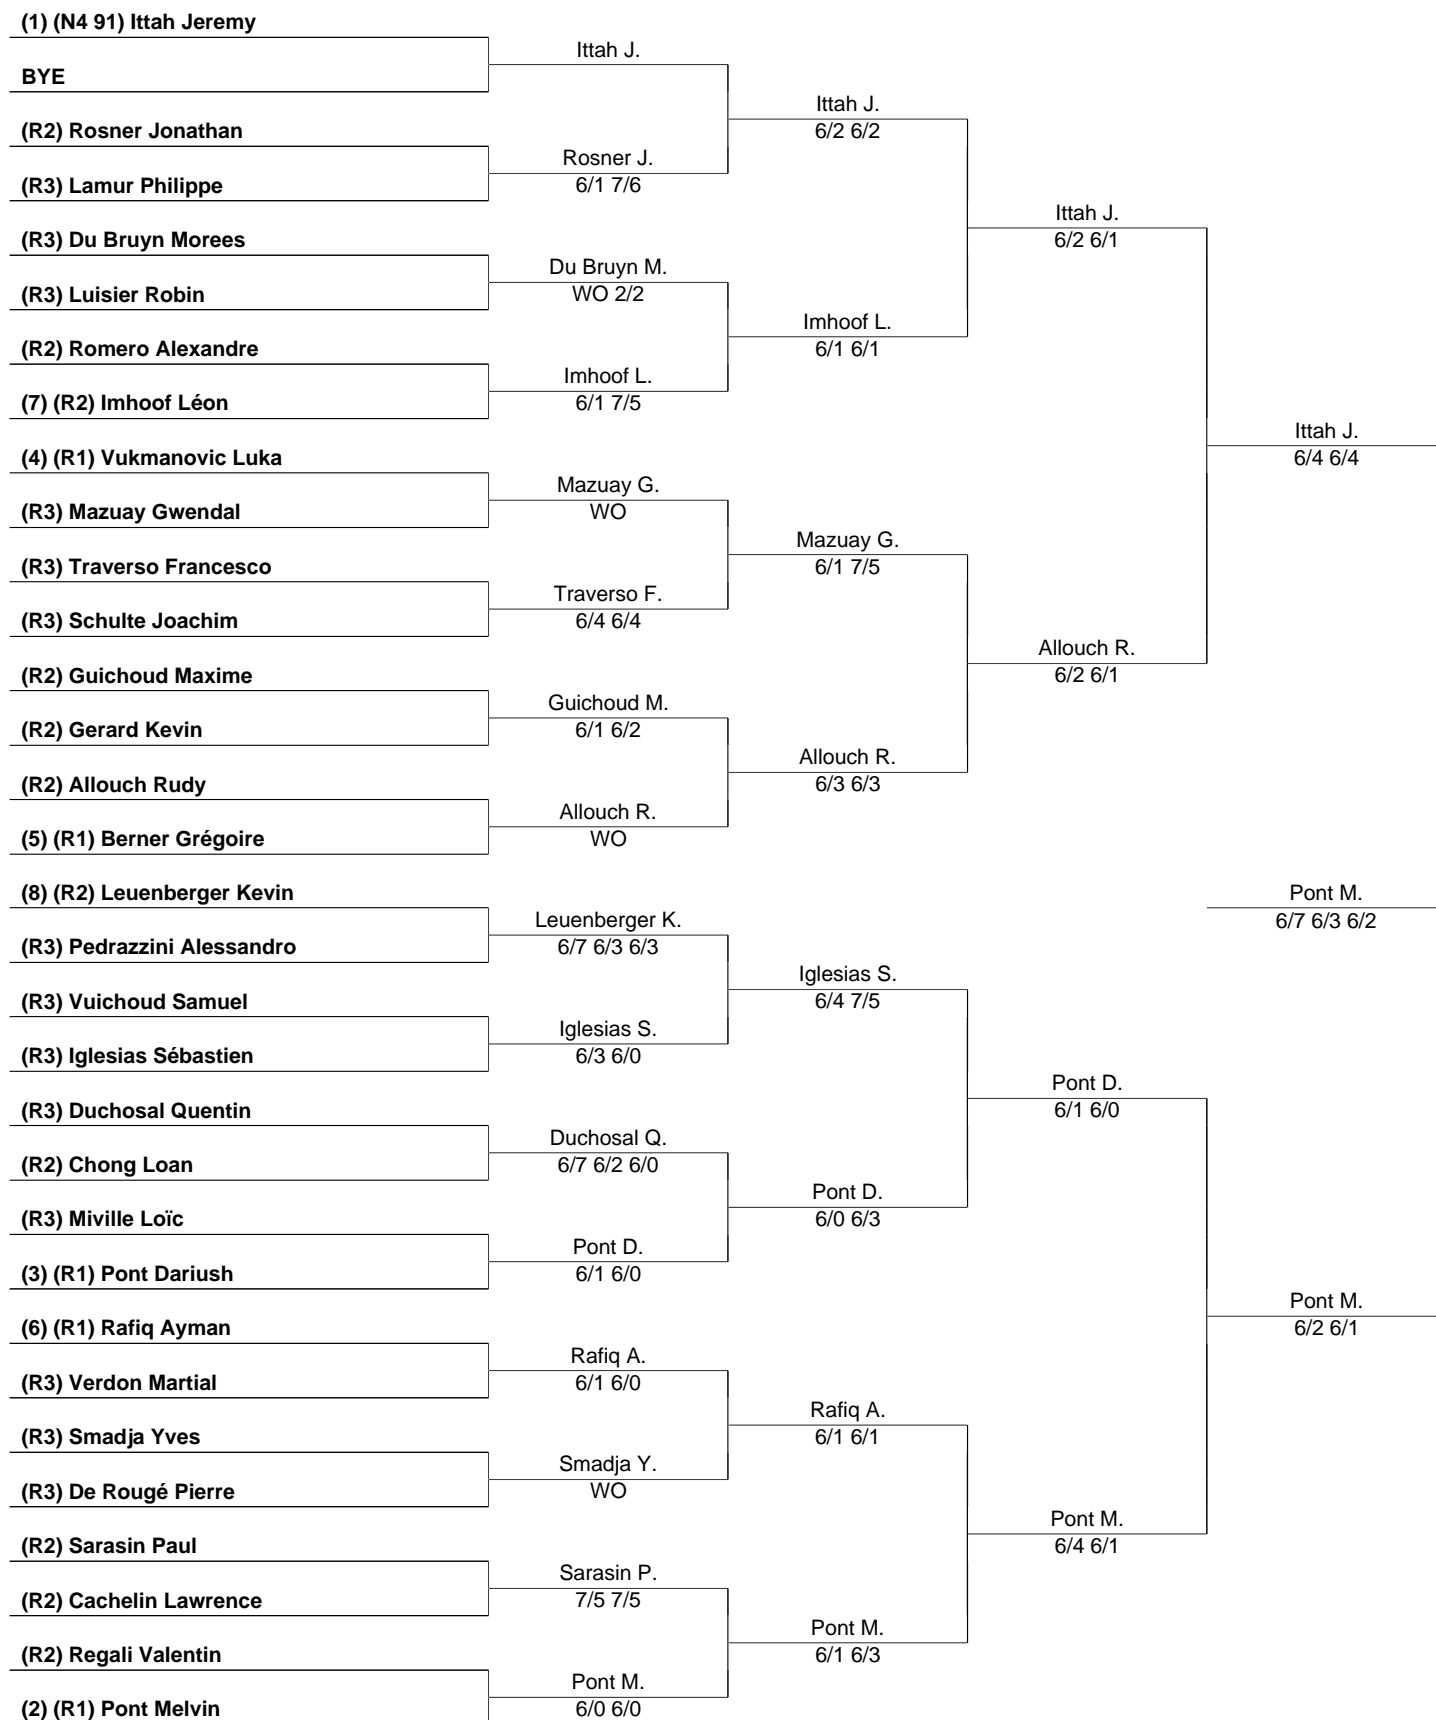 (1) (N4 91) Ittah Jeremy
BYE
(R2) Rosner Jonathan
(R3) Lamur Philippe
(R3) Du Bruyn Morees
(R3) Luisier Robin
(R2) Romero Alexandre
(7) (R2) Imhoof Léon
(4) (R1) Vukmanovic Luka
(R3) Mazuay Gwendal
(R3) Traverso Francesco
(R3) Schulte Joachim
(R2) Guichoud Maxime
(R2) Gerard Kevin
(R2) Allouch Rudy
(5) (R1) Berner Grégoire
(8) (R2) Leuenberger Kevin
(R3) Pedrazzini Alessandro
(R3) Vuichoud Samuel
(R3) Iglesias Sébastien
(R3) Duchosal Quentin
(R2) Chong Loan
(R3) Miville Loïc
(3) (R1) Pont Dariush
(6) (R1) Rafiq Ayman
(R3) Verdon Martial
(R3) Smadja Yves
(R3) De Rougé Pierre
(R2) Sarasin Paul
(R2) Cachelin Lawrence
(R2) Regali Valentin
(2) (R1) Pont Melvin
Ittah J.
Rosner J.
6/1 7/6
Du Bruyn M.
WO 2/2
Imhoof L.
6/1 7/5
Mazuay G.
WO
Traverso F.
6/4 6/4
Guichoud M.
6/1 6/2
Allouch R.
WO
Leuenberger K.
6/7 6/3 6/3
Iglesias S.
6/3 6/0
Duchosal Q.
6/7 6/2 6/0
Pont D.
6/1 6/0
Rafiq A.
6/1 6/0
Smadja Y.
WO
Sarasin P.
7/5 7/5
Pont M.
6/0 6/0
Ittah J.
6/2 6/2
Imhoof L.
6/1 6/1
Mazuay G.
6/1 7/5
Allouch R.
6/3 6/3
Iglesias S.
6/4 7/5
Pont D.
6/0 6/3
Rafiq A.
6/1 6/1
Pont M.
6/1 6/3
Ittah J.
6/2 6/1
Allouch R.
6/2 6/1
Pont D.
6/1 6/0
Pont M.
6/4 6/1
Ittah J.
6/4 6/4
Pont M.
6/7 6/3 6/2
Pont M.
6/2 6/1